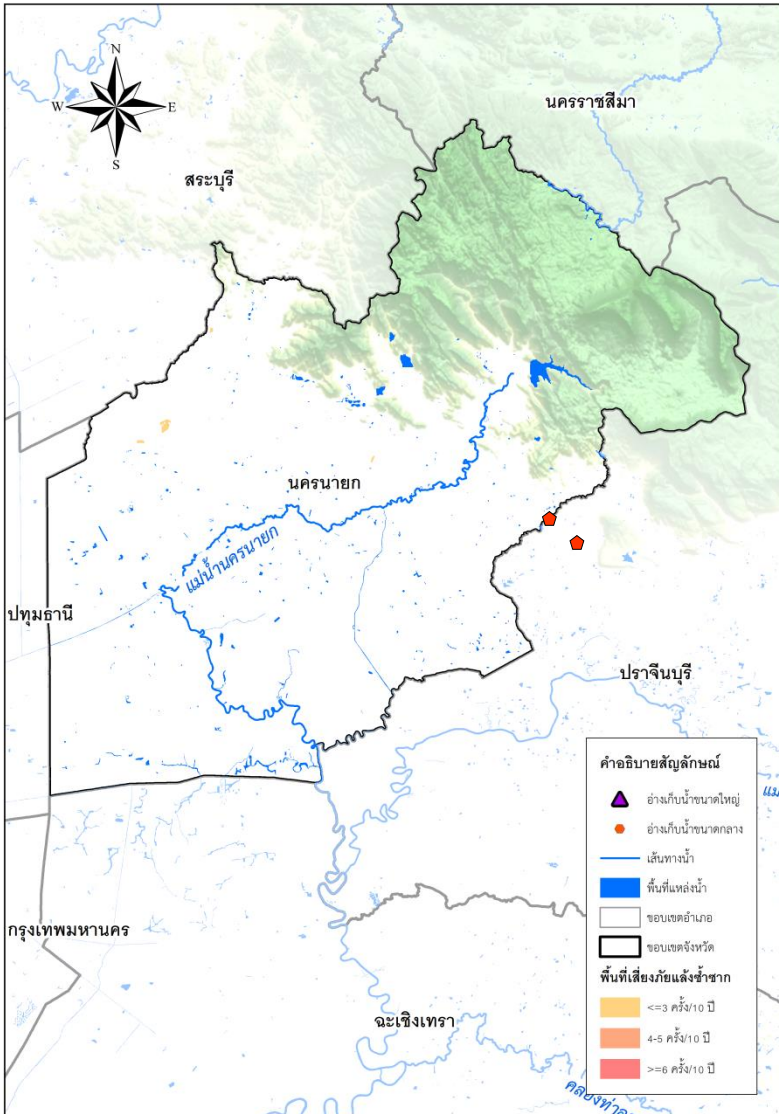 N
นครราชสีมา
W
E
S
สระบุรี
นครนายก
แม่น้ำนครนายก
ปทุมธานี
ปราจีนบุรี
คำอธิบายสัญลักษณ์
อ่างเก็บน้ำขนาดใหญ่
แม่
อ่างเก็บน้ำขนาดกลาง
เส้นทางน้ำ
พื้นที่แหล่งน้ำ
ขอบเขตอำเภอ
กรุงเทพมหานคร
ขอบเขตจังหวัด
พื้นที่เสี่ยงภัยแล้งซ้ำซาก
<=3 ครั้ง/10 ปี
ฉะเชิงเทรา
4-5 ครั้ง/10 ปี
>=6 ครั้ง/10 ปี